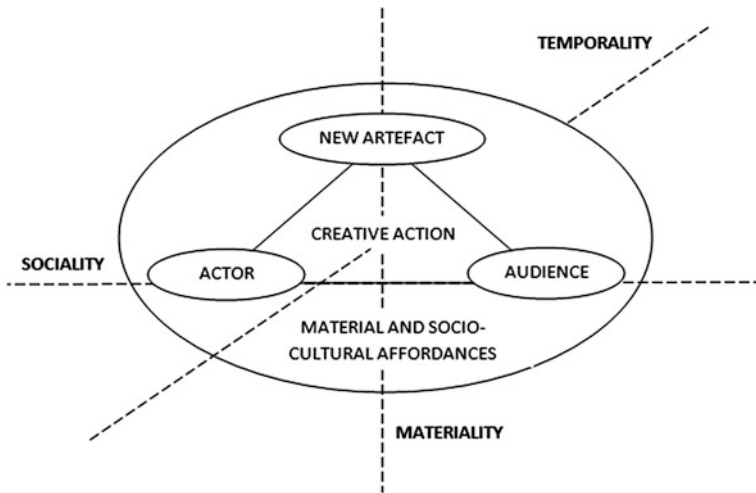 TEMPORALITY
NEW ARTEFACT
CREATIVE ACTION
SOCIALITY
ACTOR
AUDIENCE
MATERIAL AND SOCIO-
CULTURAL AFFORDANCES
MATERIALITY